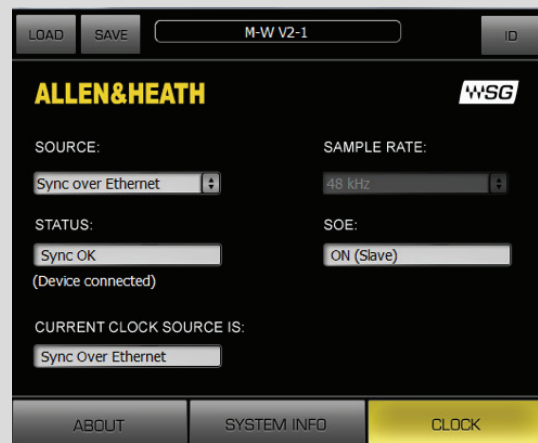 LOAD SAVE M-W V2-1 ID
ALLEN&HEATH WSG
SOURCE: SAMPLE RATE:
Sync over Ethernet 48 kHz
STATUS: SOE:
Sync OK ON (Slave)
(Device connected)
CURRENT CLOCK SOURCE IS:
Sync Over Ethernet
ABOUT SYSTEM INFO CLOCK